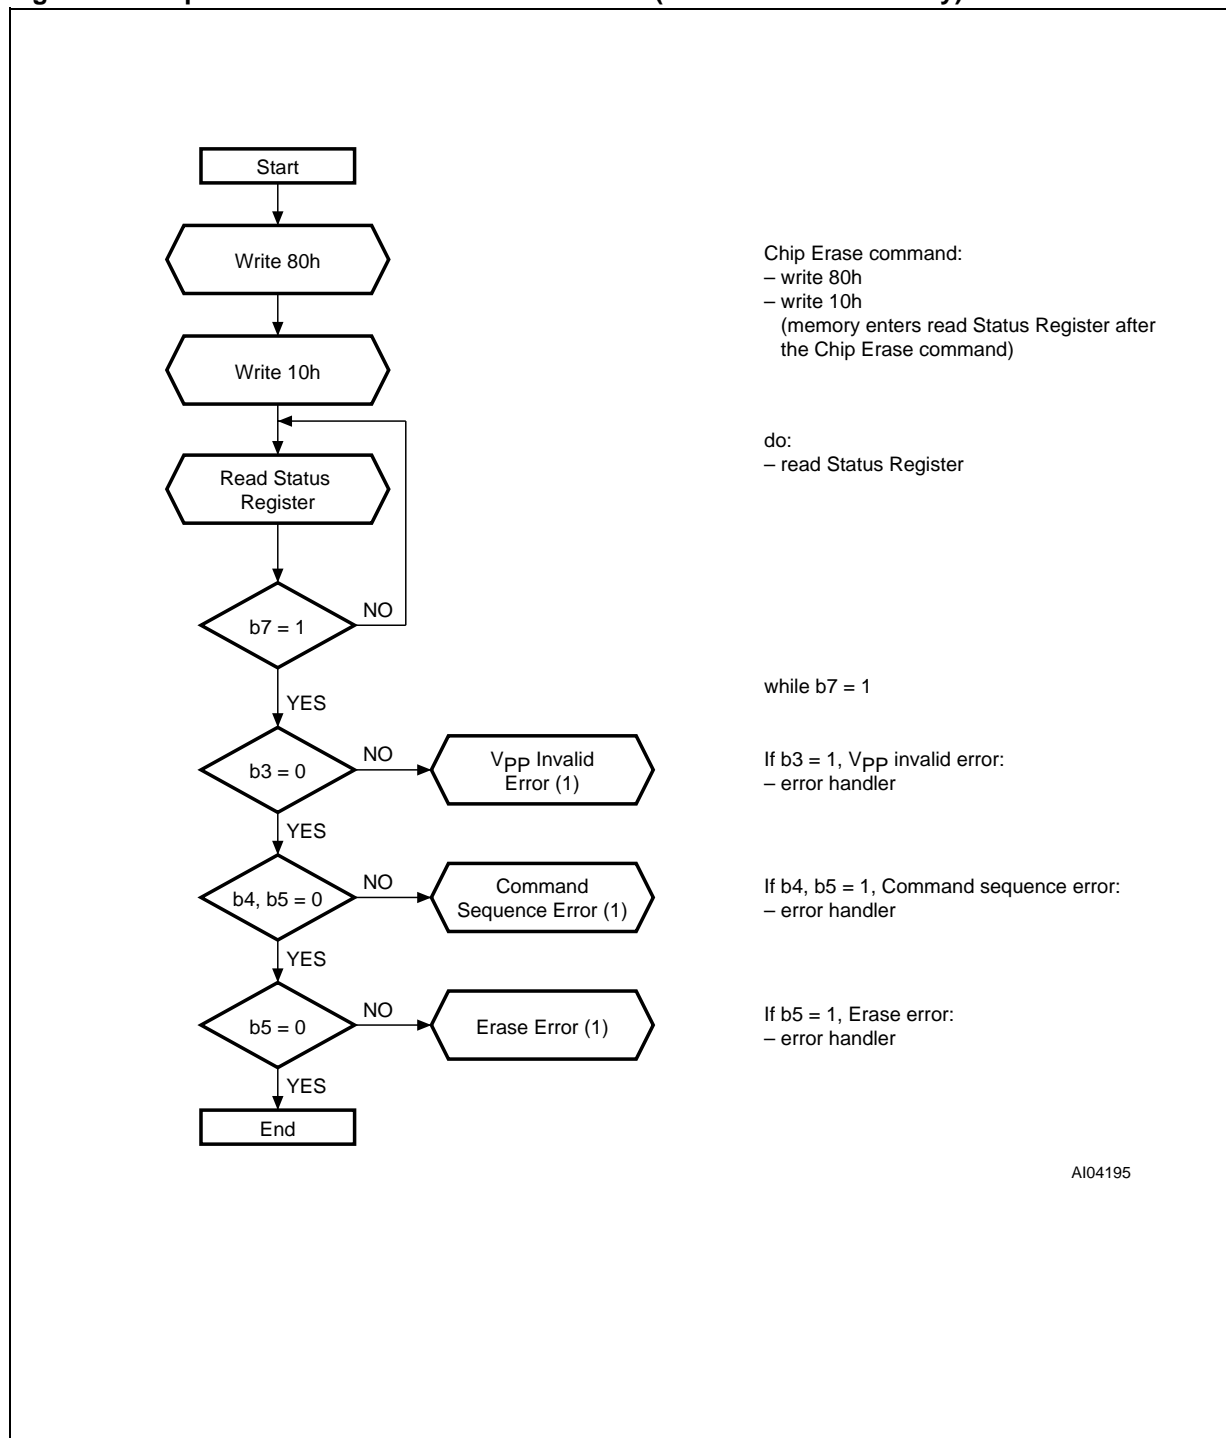 Start
Write 80h
Chip Erase command:
– write 80h
– write 10h
(memory enters read Status Register after
the Chip Erase command)
Write 10h
do:
– read Status Register
Read Status
Register
NO
b7 = 1
while b7 = 1
YES
NO
b3 = 0
VPP Invalid
Error (1)
If b3 = 1, VPP invalid error:
– error handler
YES
NO
b4, b5 = 0
Command
Sequence Error (1)
If b4, b5 = 1, Command sequence error:
– error handler
YES
NO
b5 = 0
Erase Error (1)
If b5 = 1, Erase error:
– error handler
YES
End
AI04195